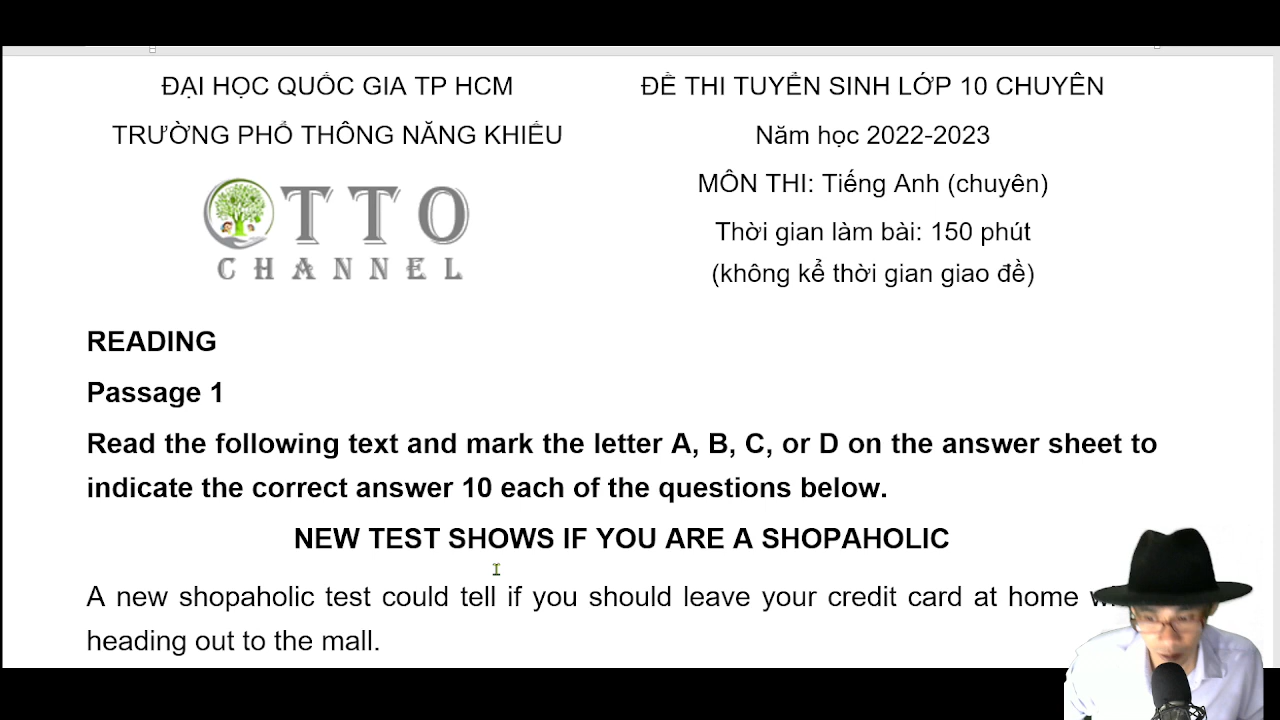 ĐẠI HỌC QUỐC GIA TP HCM
TRƯỜNG PHỔ THÔNG NĂNG KHIẾU
OTTO
CHANNEL
ĐỀ THI TUYỂN SINH LỚP 10 CHUYÊN
Năm học 2022-2023
MÔN THI: Tiếng Anh (chuyên)
Thời gian làm bài: 150 phút
(không kể thời gian giao đề)
READING
Passage 1
Read the following text and mark the letter A, B, C, or D on the answer sheet to
indicate the correct answer 10 each of the questions below.
NEW TEST SHOWS IF YOU ARE A SHOPAHOLIC
A new shopaholic test could tell if you should leave your credit card at home
heading out to the mall.